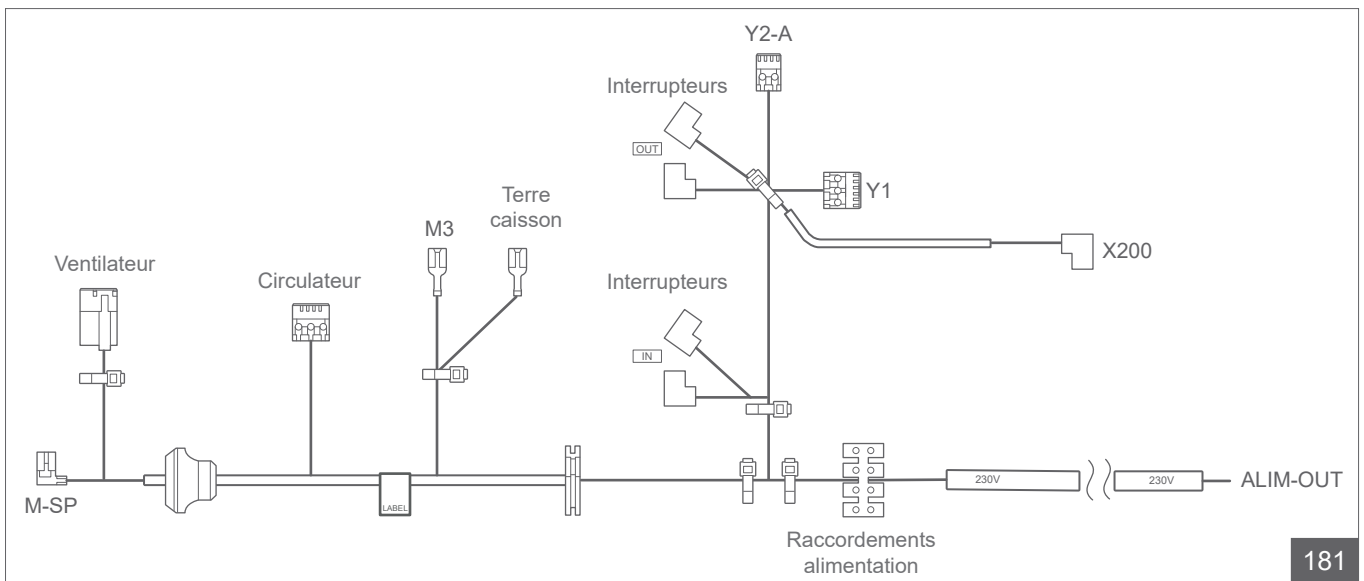 Y2-A
Interrupteurs
OUT
Y1
Terre
caisson
M3
X200
Ventilateur
Circulateur
Interrupteurs
IN
M-SP
LABEL
230V
230V
ALIM-OUT
Raccordements
alimentation
181